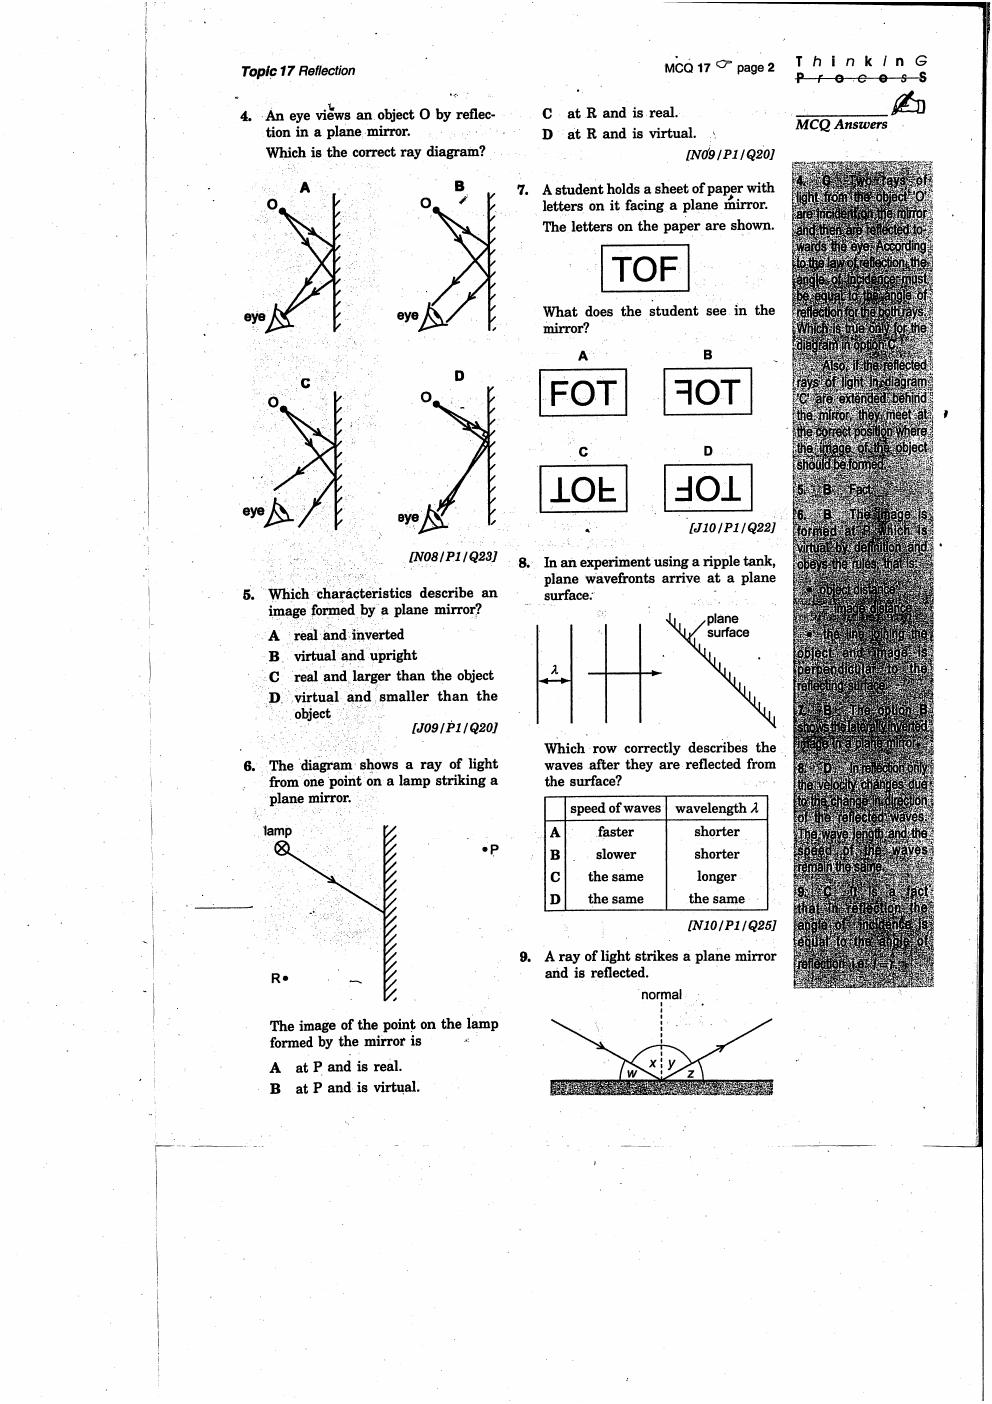 Topic 17 Reflection
MCQ 17 ☞ page 2
ThinkinG
ProcesS
MCQ Answers
4. An eye views an object O by reflec-
tion in a plane mirror.
Which is the correct ray diagram?
A
O
eye
B
O
eye
C
O
eye
D
O
eye
[N08/P1/Q23]
5. Which characteristics describe an
image formed by a plane mirror?
A real and inverted
B virtual and upright
C real and larger than the object
D virtual and smaller than the
object
[J09/P1/Q20]
6. The diagram shows a ray of light
from one point on a lamp striking a
plane mirror.
lamp
•P
R•
The image of the point on the lamp
formed by the mirror is
A at P and is real.
B at P and is virtual.
C at R and is real.
D at R and is virtual.
[N09/P1/Q20]
7. A student holds a sheet of paper with
letters on it facing a plane mirror.
The letters on the paper are shown.
TOF
What does the student see in the
mirror?
A
FOT
B
C
D
[J10/P1/Q22]
8. In an experiment using a ripple tank,
plane wavefronts arrive at a plane
surface.
plane
surface
λ
Which row correctly describes the
waves after they are reflected from
the surface?
speed of waves wavelength λ
A faster shorter
B slower shorter
C the same longer
D the same the same
[N10/P1/Q25]
9. A ray of light strikes a plane mirror
and is reflected.
normal
w x y z
4. C Two rays of
light from the object 'O'
are incident on the mirror
and then are reflected to-
wards the eye. According
to the law of reflection, the
angle of incidence must
be equal to the angle of
reflection for the both rays.
Which is true only for the
diagram in option C.
Also, if the reflected
rays of light in diagram
'C' are extended behind
the mirror, they meet at
the correct position where
the image of the object
should be formed.
5. B Fact.
6. B The image is
formed at P which is
virtual by definition and
obeys the rules, that is:
• object distance
= image distance
• the line joining the
object and image is
perpendicular to the
reflecting surface.
7. B The option B
shows the laterally inverted
image in a plane mirror.
8. D In reflection only
the velocity changes due
to the change in direction
of the reflected waves.
The wave length and the
speed of the waves
remain the same.
9. C It is a fact
that in reflection the
angle of incidence is
equal to the angle of
reflection i.e.